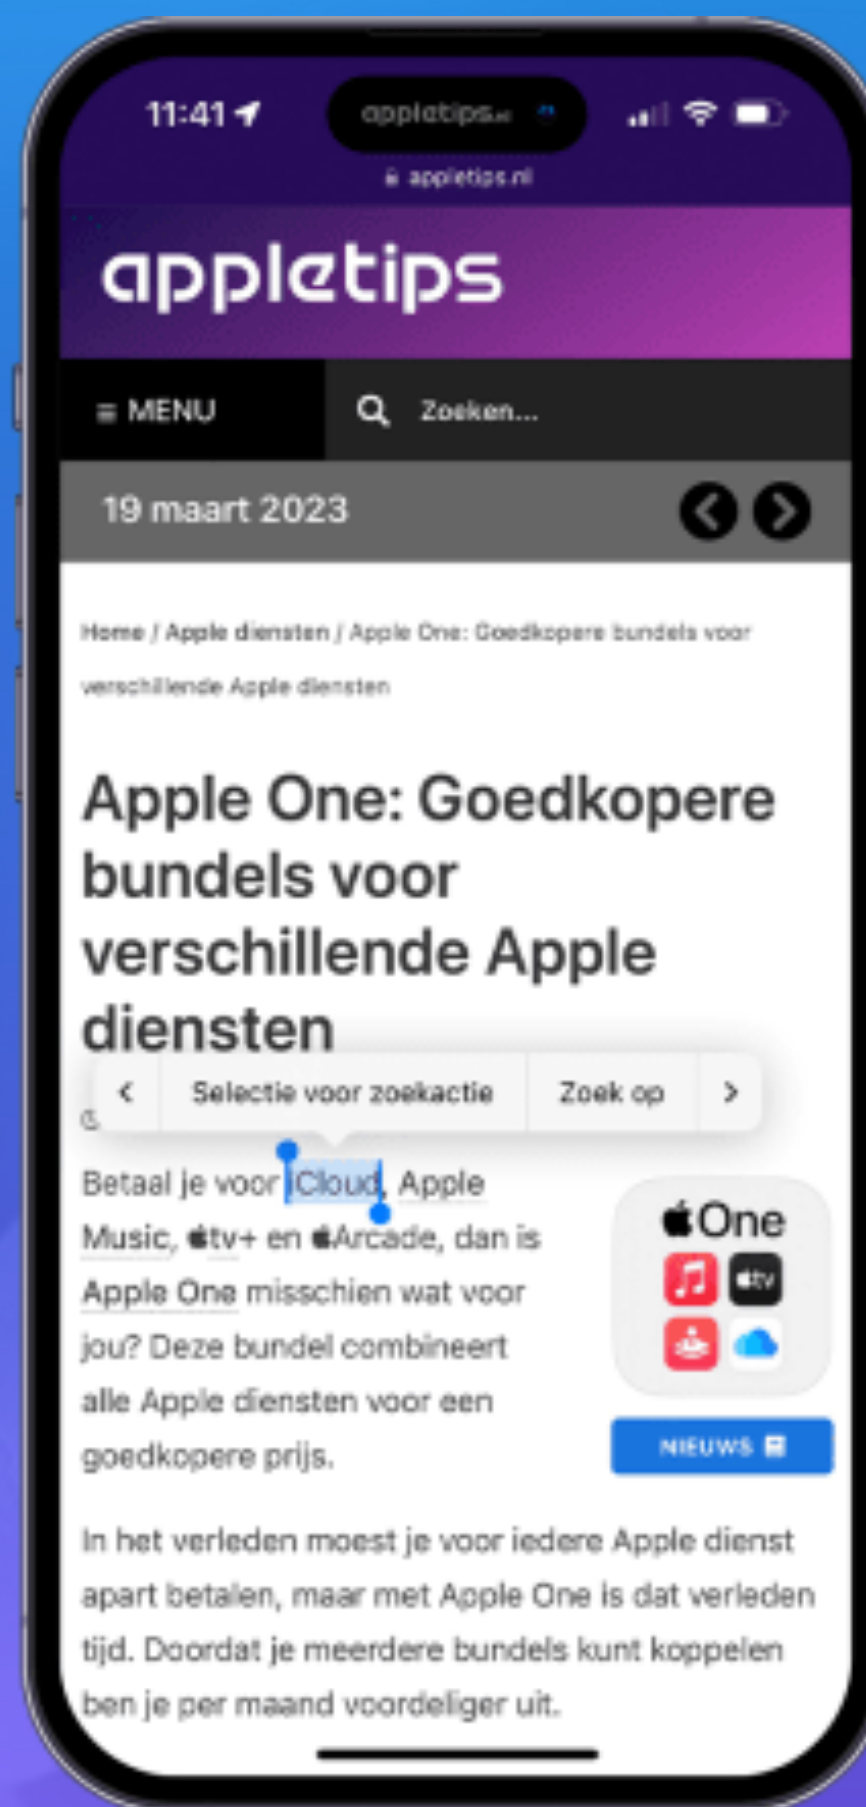 11:41
appletips.nl
appletips.nl
appletips
≡ MENU
Zoeken...
19 maart 2023
Home / Apple diensten / Apple One: Goedkopere bundels voor
verschillende Apple diensten
Apple One: Goedkopere
bundels voor
verschillende Apple
diensten
Selectie voor zoekactie
Zoek op
Betaal je voor iCloud, Apple
Music, tv+ en Arcade, dan is
Apple One misschien wat voor
jou? Deze bundel combineert
alle Apple diensten voor een
goedkopere prijs.
One
tv
NIEUWS
In het verleden moest je voor iedere Apple dienst
apart betalen, maar met Apple One is dat verleden
tijd. Doordat je meerdere bundels kunt koppelen
ben je per maand voordeliger uit.